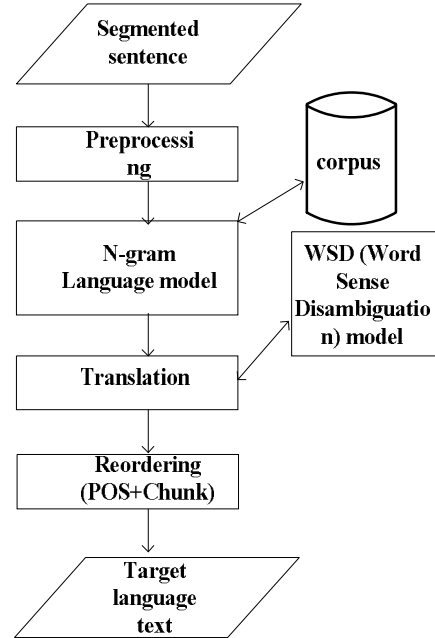 Segmented
sentence
Preprocessi
ng
corpus
N-gram
Language model
WSD (Word
Sense
Disambiguatio
n) model
Translation
Reordering
(POS+Chunk)
Target
language
text